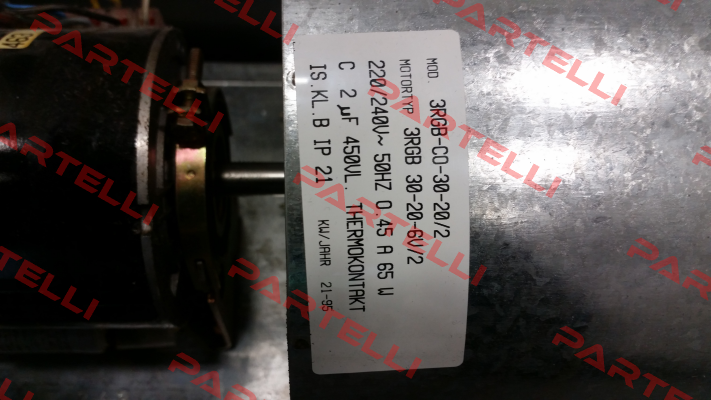 MOD. 3RGB-CO-30-20/2
MOTORTYP 3RGB 30-20-6V/2
220/240V~ 50HZ 0.45 A 65 W
C 2 µF 450VL. THERMOKONTAKT
IS.KL.B IP 21 KW/JAHR 21-95
PARTELLI
PARTELLI
PARTELLI
PARTELLI
PARTELLI
PARTELLI
PARTELLI